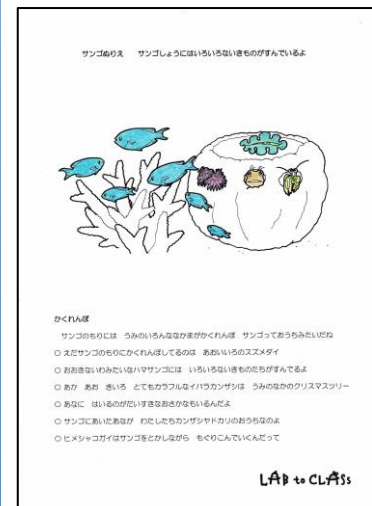 サンゴぬりえ　サンゴしょうにはいろいろないきものがすんでいるよ
かくれんぼ
サンゴのもりには　うみのいろんななかまがかくれんぼ　サンゴっておうちみたいだね
○ えだサンゴのもりにかくれんぼしてるのは　あおいいろのスズメダイ
○ おおきないわみたいなハマサンゴには　いろいろないきものたちがすんでるよ
○ あか　あお　きいろ　とてもカラフルなイバラカンザシは　うみのなかのクリスマスツリー
○ あなに　はいるのがだいすきなおさかなもいるんだよ
○ サンゴにあいたあなが　わたしたちカンザシヤドカリのおうちなのよ
○ ヒメシャコガイはサンゴをとかしながら　もぐりこんでいくんだって
LAB to CLASS